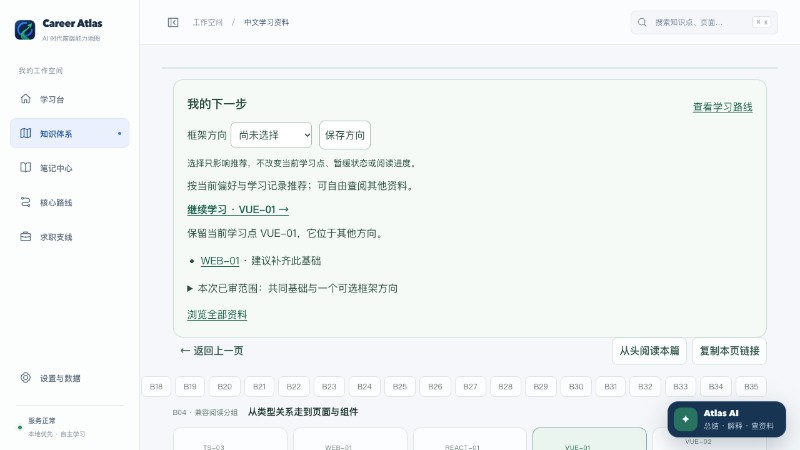 Career Atlas
AI 时代前端能力地图
工作空间 / 中文学习资料
搜索知识点、页面…
⌘ K
我的工作空间
学习台
知识体系
笔记中心
核心路线
求职支线
设置与数据
服务正常
本地优先 · 自主学习
我的下一步
查看学习路线
框架方向 尚未选择 保存方向
选择只影响推荐，不改变当前学习点、暂缓状态或阅读进度。
按当前偏好与学习记录推荐；可自由查阅其他资料。
继续学习 · VUE-01 →
保留当前学习点 VUE-01，它位于其他方向。
• WEB-01 · 建议补齐此基础
▶ 本次已审范围：共同基础与一个可选框架方向
浏览全部资料
← 返回上一页
从头阅读本篇 复制本页链接
B18 B19 B20 B21 B22 B23 B24 B25 B26 B27 B28 B29 B30 B31 B32 B33 B34 B35
B04 · 兼容阅读分组 从类型关系走到页面与组件
TS-03 WEB-01 REACT-01 VUE-01 VUE-02
Atlas AI
总结 · 解释 · 查资料